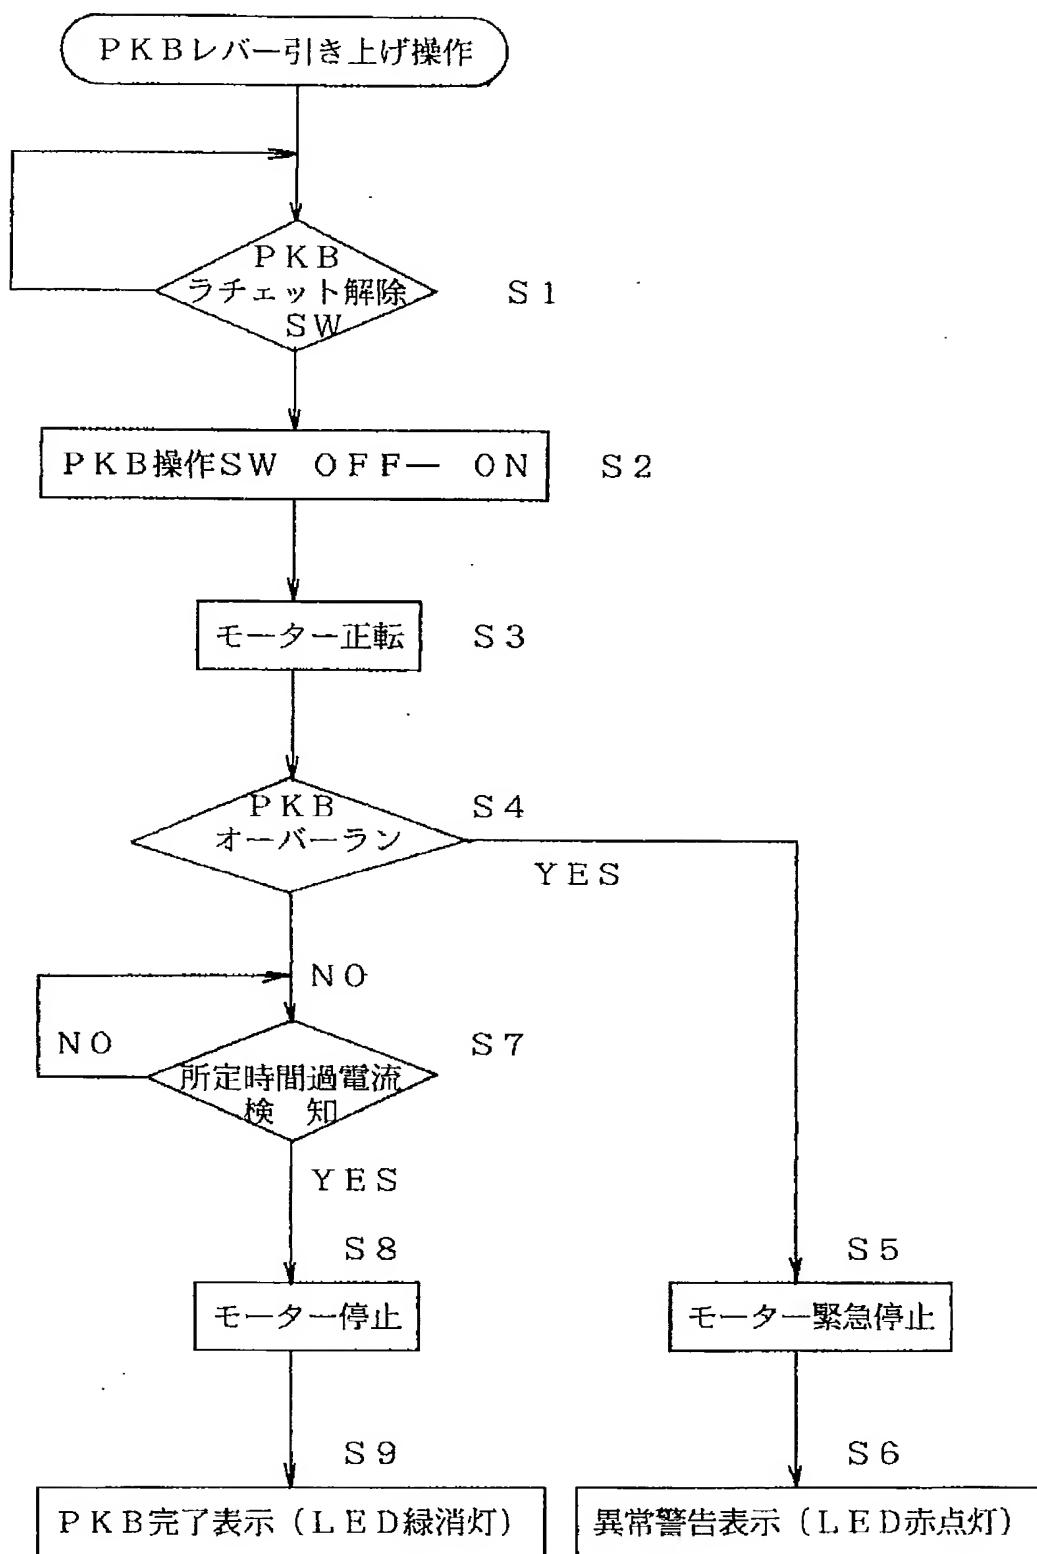 PKBレバー引き上げ操作
PKB
ラチェット解除
SW
S1
PKB操作SW OFF— ON
S2
モーター正転
S3
PKB
オーバーラン
S4
YES
NO
NO
所定時間過電流
検 知
S7
YES
S8
モーター停止
S5
モーター緊急停止
S9
PKB完了表示(LED緑消灯)
S6
異常警告表示(LED赤点灯)